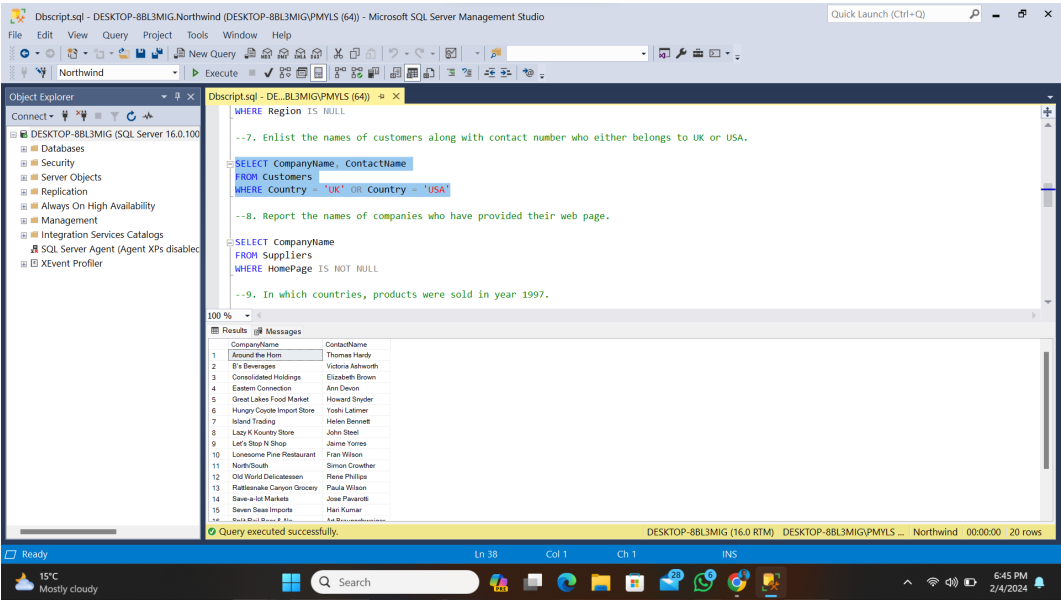 Dbscript.sql - DESKTOP-8BL3MIG.Northwind (DESKTOP-8BL3MIG\PMYLS (64)) - Microsoft SQL Server Management Studio
Quick Launch (Ctrl+Q)
File Edit View Query Project Tools Window Help
New Query
Northwind
Execute
Object Explorer
Dbscript.sql - DE...BL3MIG\PMYLS (64))
Connect
DESKTOP-8BL3MIG (SQL Server 16.0.100
Databases
Security
Server Objects
Replication
Always On High Availability
Management
Integration Services Catalogs
SQL Server Agent (Agent XPs disabled
XEvent Profiler
WHERE Region IS NULL
--7. Enlist the names of customers along with contact number who either belongs to UK or USA.
SELECT CompanyName, ContactName
FROM Customers
WHERE Country = 'UK' OR Country = 'USA'
--8. Report the names of companies who have provided their web page.
SELECT CompanyName
FROM Suppliers
WHERE HomePage IS NOT NULL
--9. In which countries, products were sold in year 1997.
100 %
Results Messages
CompanyName ContactName
1 Around the Horn Thomas Hardy
2 B's Beverages Victoria Ashworth
3 Consolidated Holdings Elizabeth Brown
4 Eastern Connection Ann Devon
5 Great Lakes Food Market Howard Snyder
6 Hungry Coyote Import Store Yoshi Latimer
7 Island Trading Helen Bennett
8 Lazy K Kountry Store John Steel
9 Let's Stop N Shop Jaime Yorres
10 Lonesome Pine Restaurant Fran Wilson
11 North/South Simon Crowther
12 Old World Delicatessen Rene Phillips
13 Rattlesnake Canyon Grocery Paula Wilson
14 Save-a-lot Markets Jose Pavarotti
15 Seven Seas Imports Hari Kumar
Query executed successfully.
DESKTOP-8BL3MIG (16.0 RTM) DESKTOP-8BL3MIG\PMYLS ... Northwind 00:00:00 20 rows
Ready
Ln 38 Col 1 Ch 1 INS
15°C
Mostly cloudy
Search
PRE
28
6
6:45 PM
2/4/2024